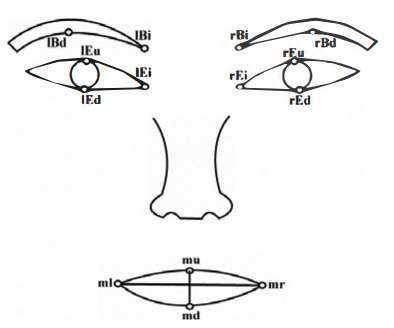 lBi rBi
lBd rBd
lEu rEu
lEi rEi
lEd rEd
mu
ml mr
md